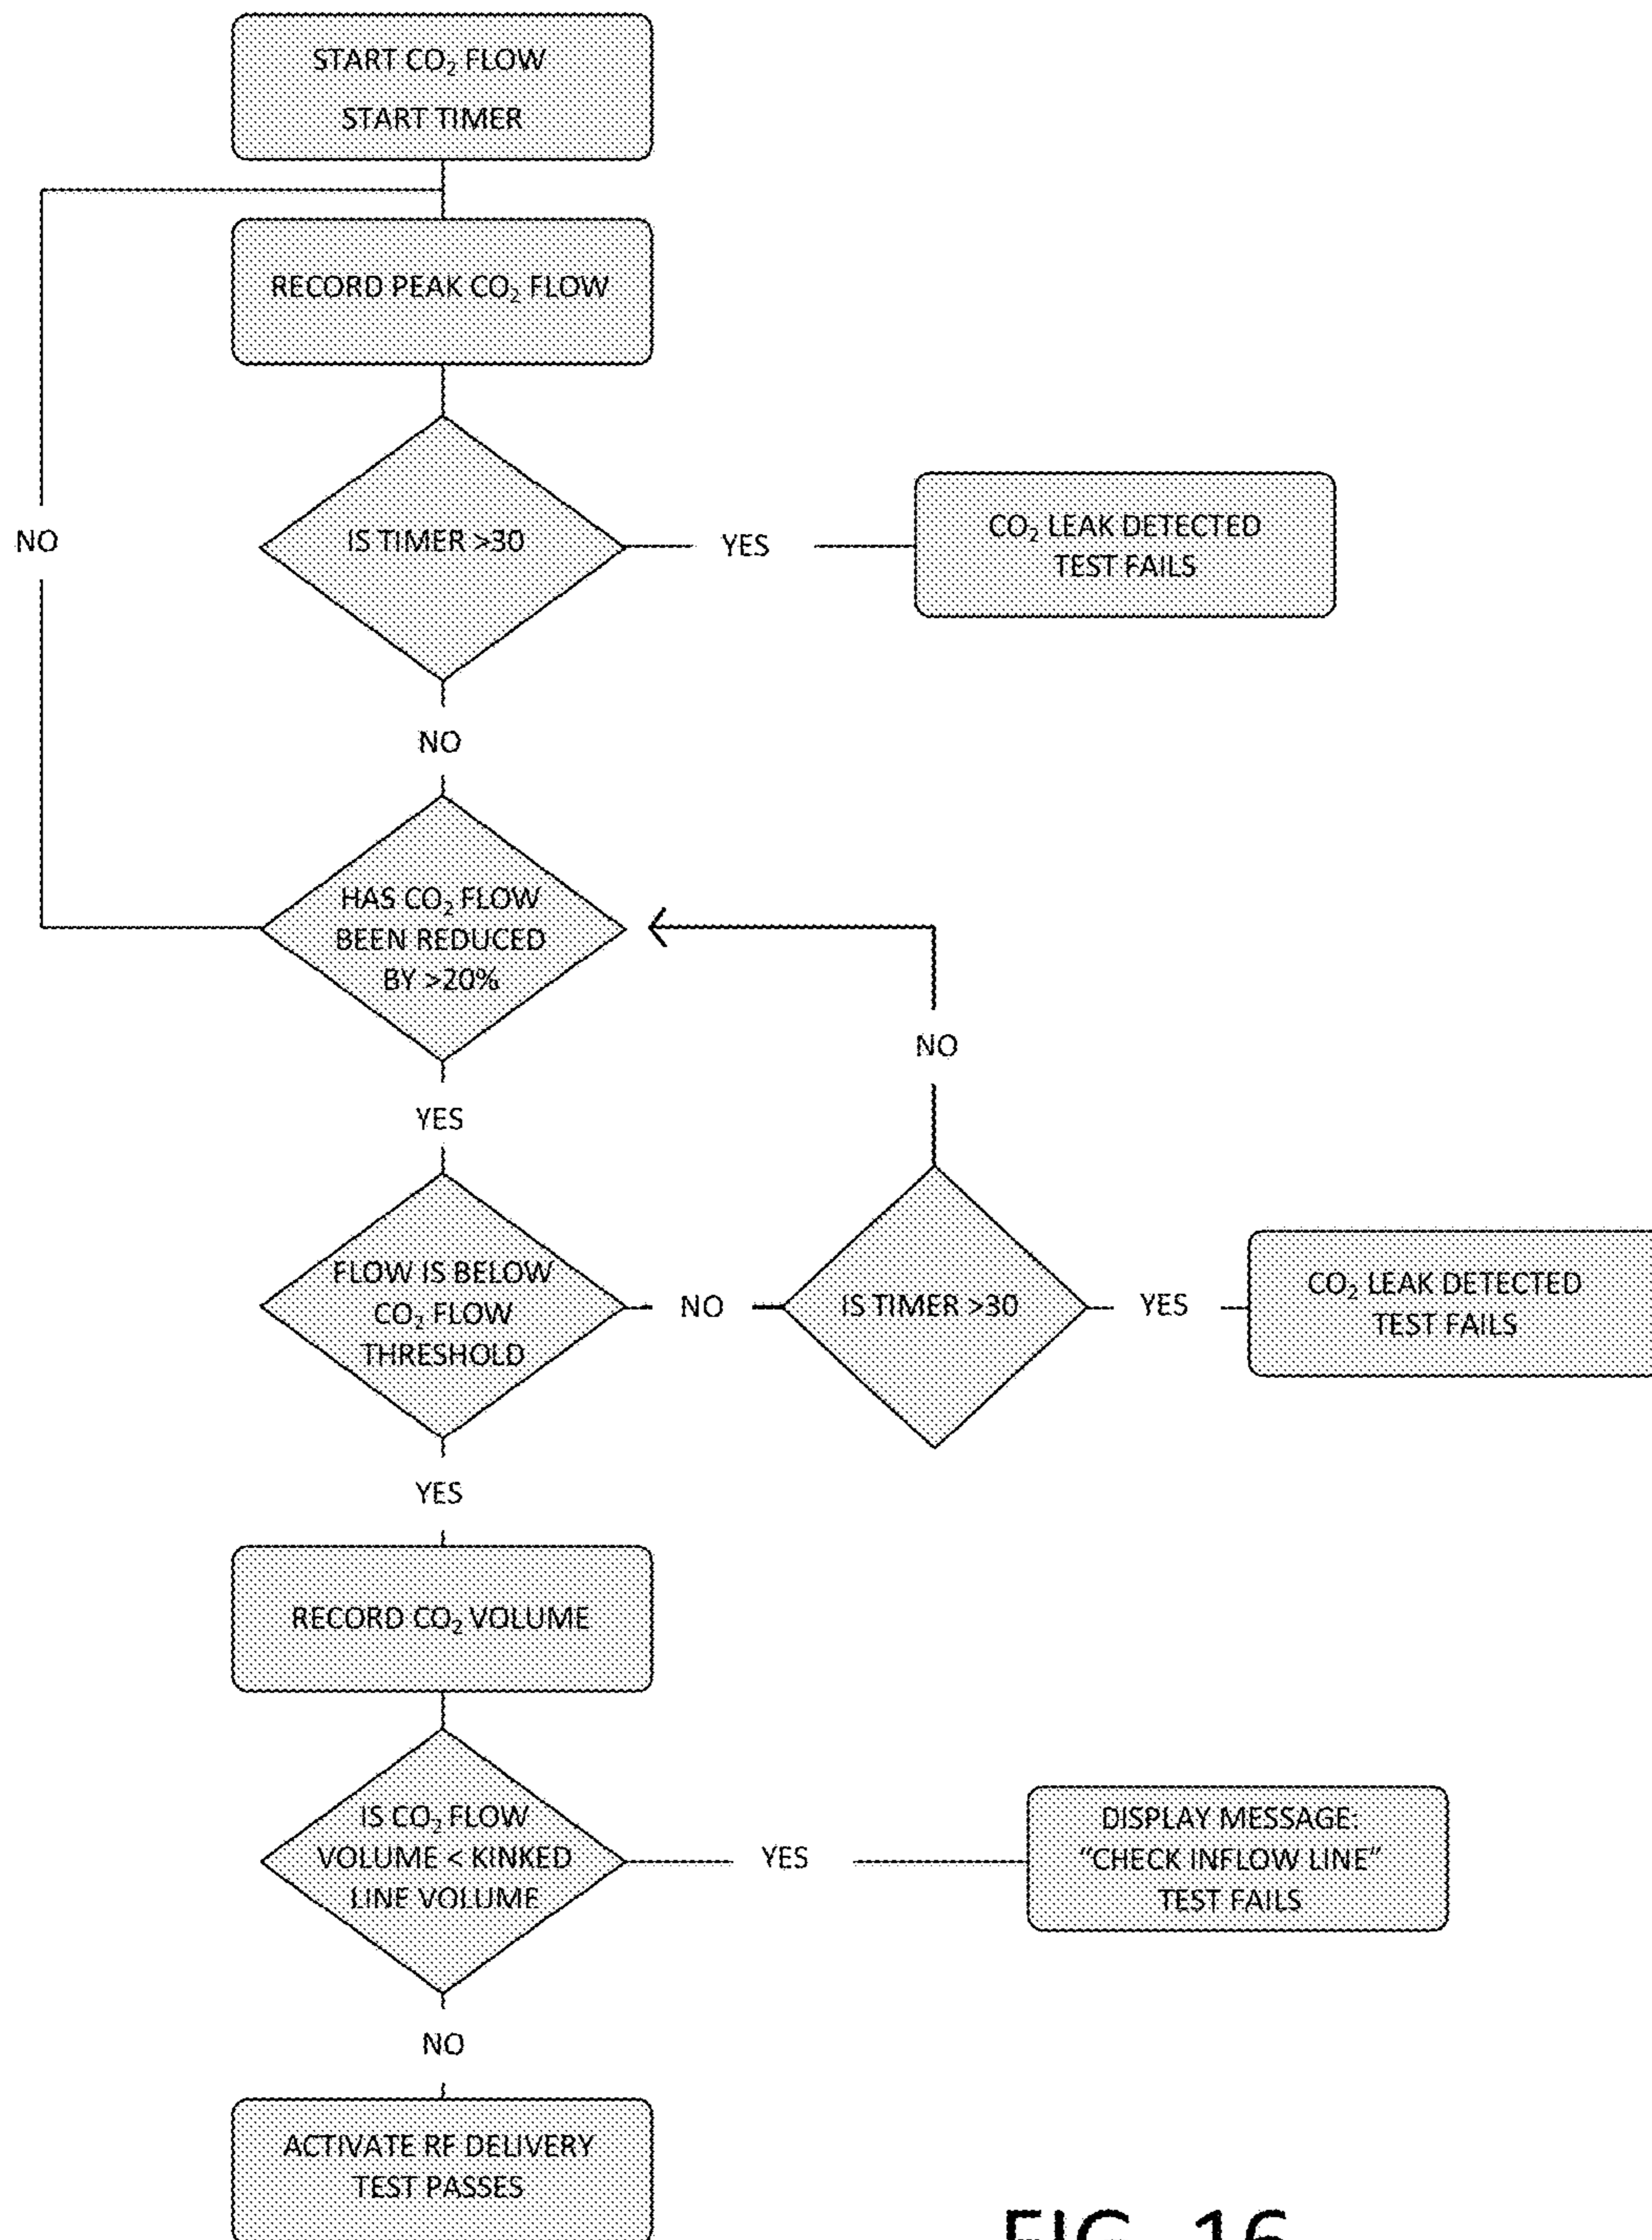 START CO₂ FLOW
START TIMER
RECORD PEAK CO₂ FLOW
IS TIMER >30
YES
CO₂ LEAK DETECTED
TEST FAILS
NO
NO
HAS CO₂ FLOW
BEEN REDUCED
BY >20%
NO
YES
FLOW IS BELOW
CO₂ FLOW
THRESHOLD
NO
IS TIMER >30
YES
CO₂ LEAK DETECTED
TEST FAILS
YES
RECORD CO₂ VOLUME
IS CO₂ FLOW
VOLUME < KINKED
LINE VOLUME
YES
DISPLAY MESSAGE:
“CHECK INFLOW LINE”
TEST FAILS
NO
ACTIVATE RF DELIVERY
TEST PASSES
FIG. 16